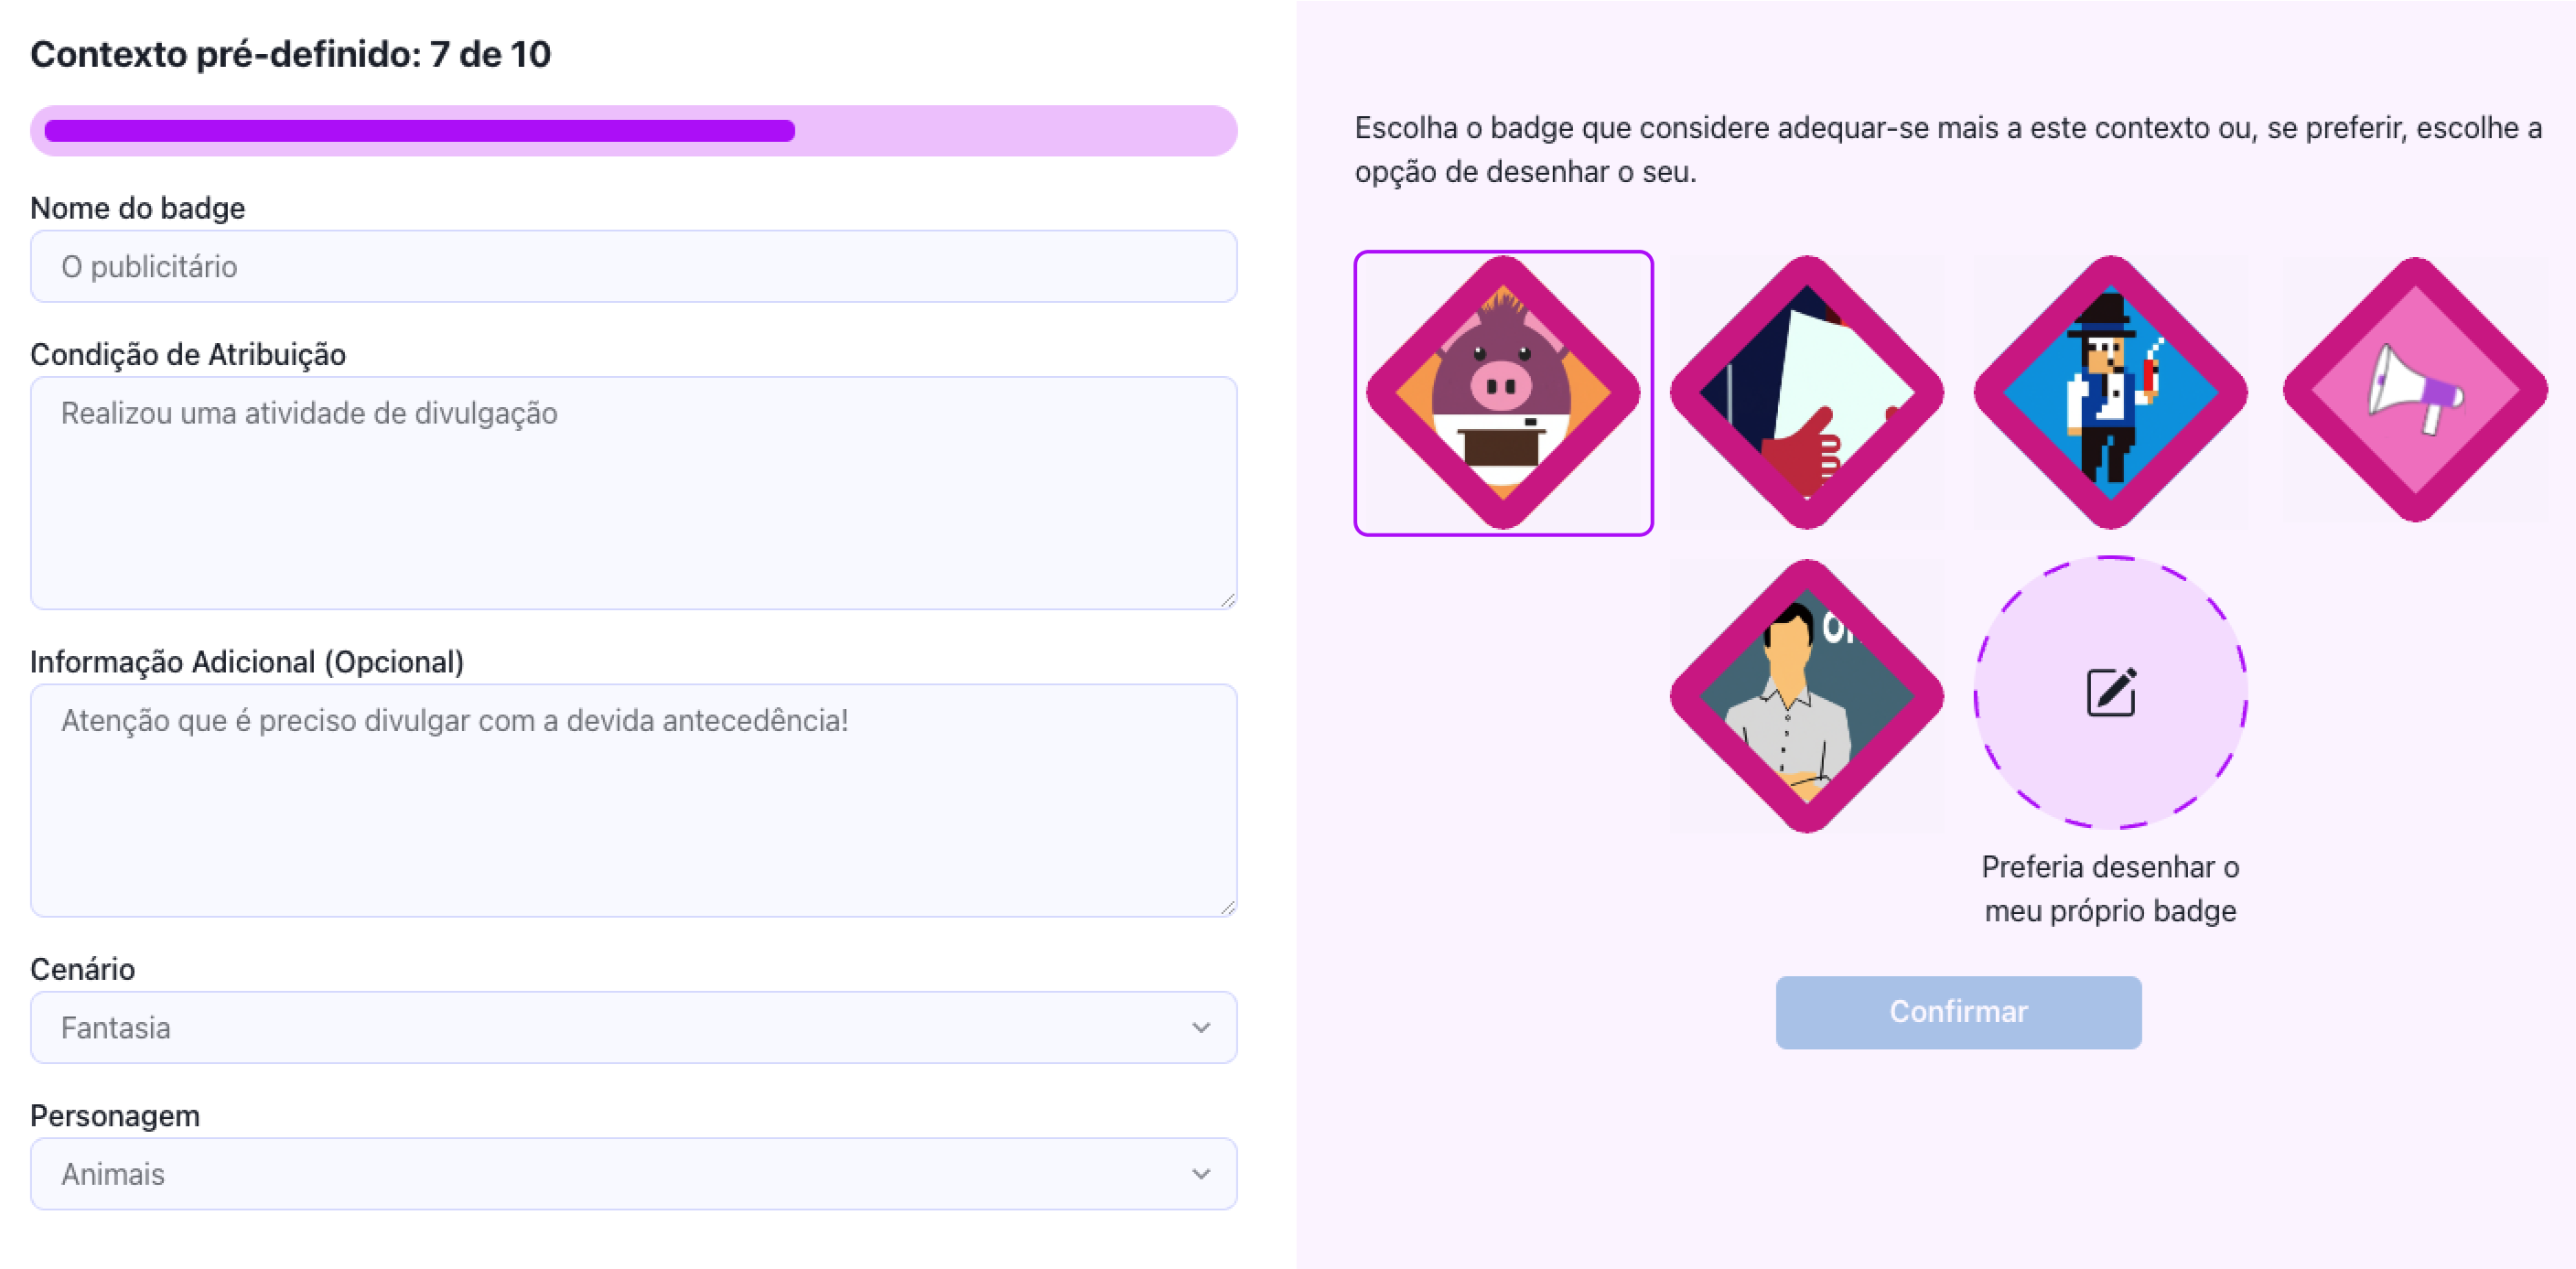 Contexto pré-definido: 7 de 10
Nome do badge
O publicitário
Condição de Atribuição
Realizou uma atividade de divulgação
Informação Adicional (Opcional)
Atenção que é preciso divulgar com a devida antecedência!
Cenário
Fantasia
Personagem
Animais
Escolha o badge que considere adequar-se mais a este contexto ou, se preferir, escolhe a
opção de desenhar o seu.
Preferia desenhar o
meu próprio badge
Confirmar